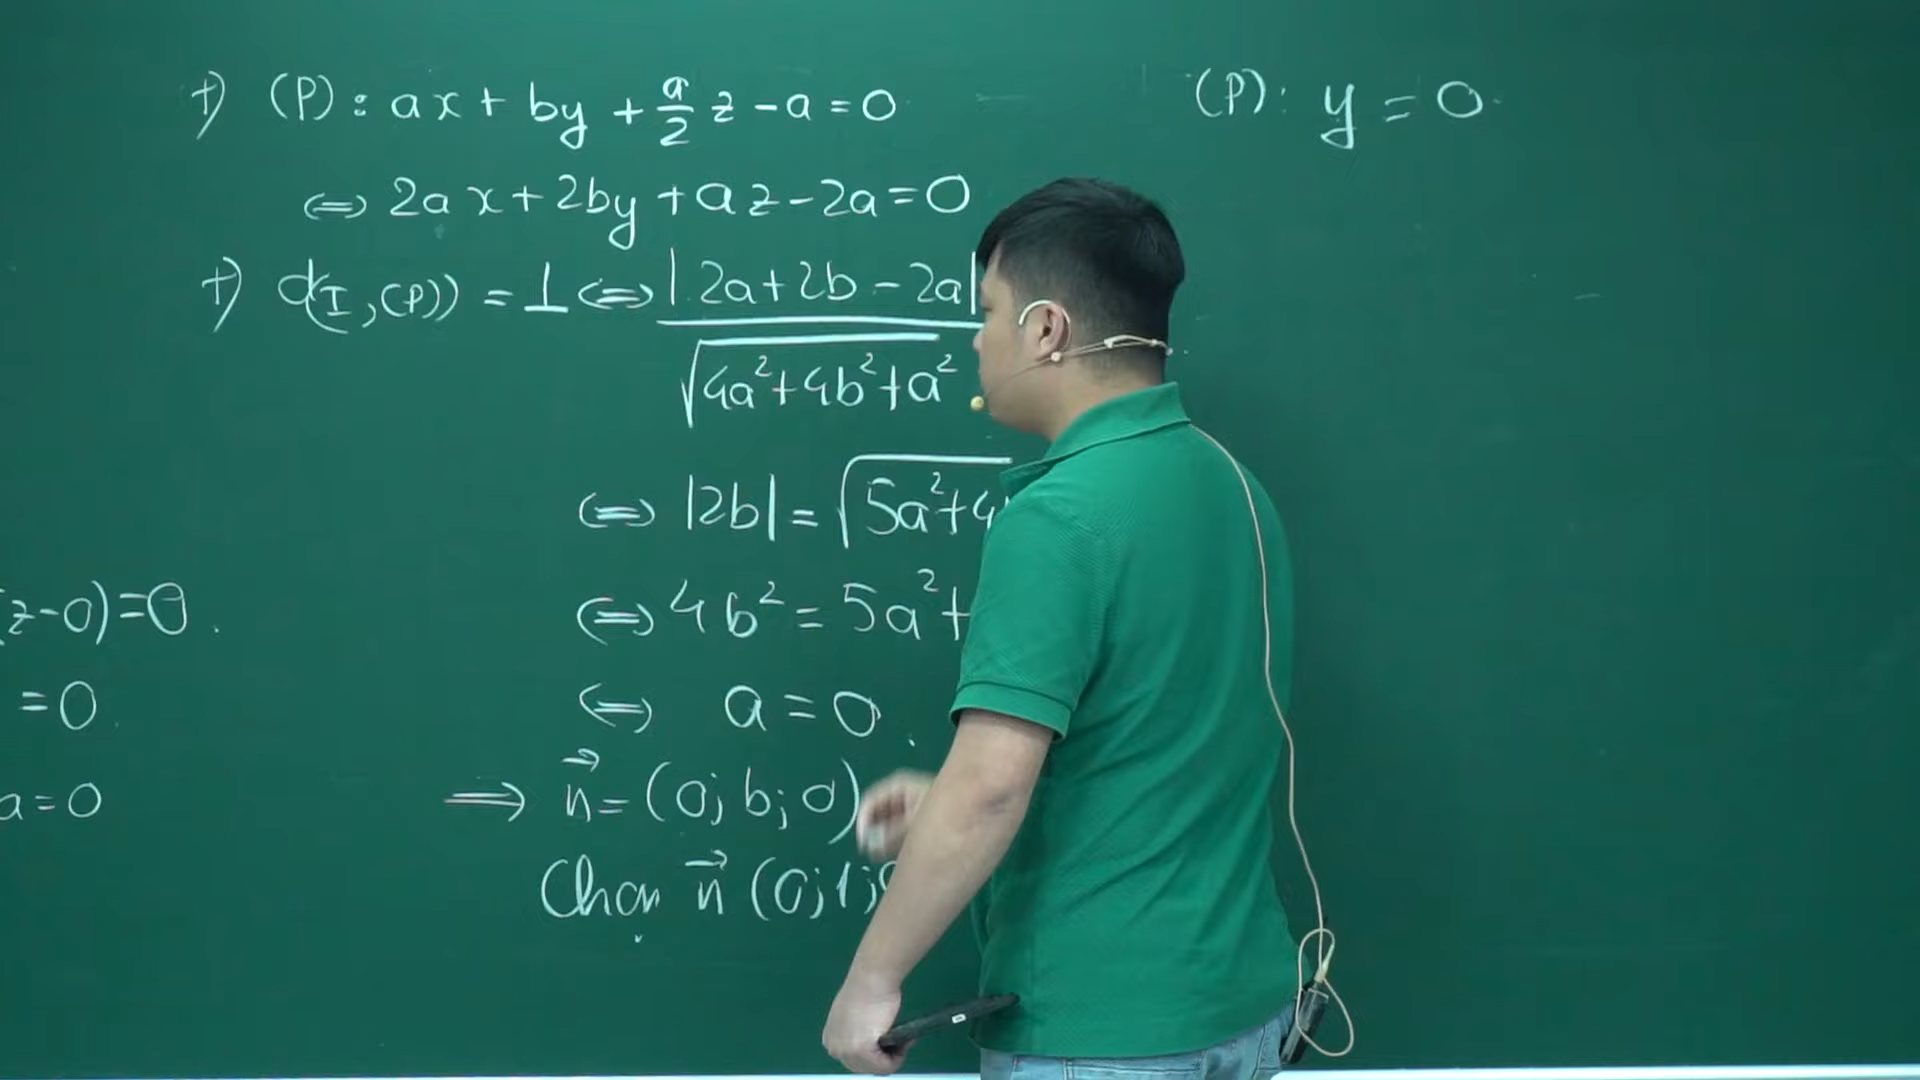 +) (P): ax + by + a/2 z - a = 0
(P): y = 0
⇔ 2ax + 2by + az - 2a = 0
+) d(I,(P)) = 1 ⇔ |2a + 2b - 2a|
√(4a² + 4b² + a²)
⇔ |2b| = √(5a² + 4
⇔ 4b² = 5a² +
(z-0)=0.
⇔ a = 0.
=0.
⇒ n⃗ = (0; b; 0)
a=0
Chọn n⃗ (0;1;